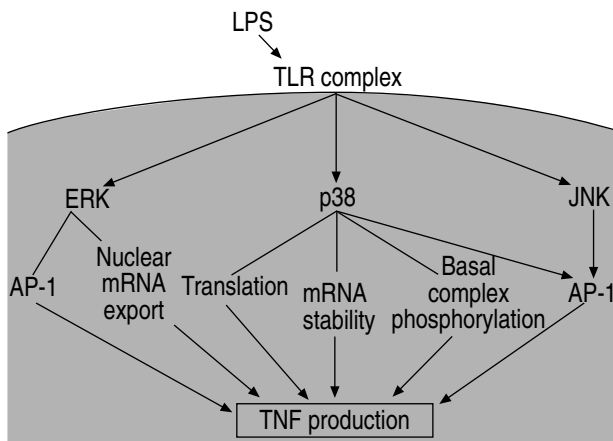 LPS
TLR complex
ERK
p38
JNK
AP-1
Nuclear
mRNA
export
Translation
mRNA
stability
Basal
complex
phosphorylation
AP-1
TNF production